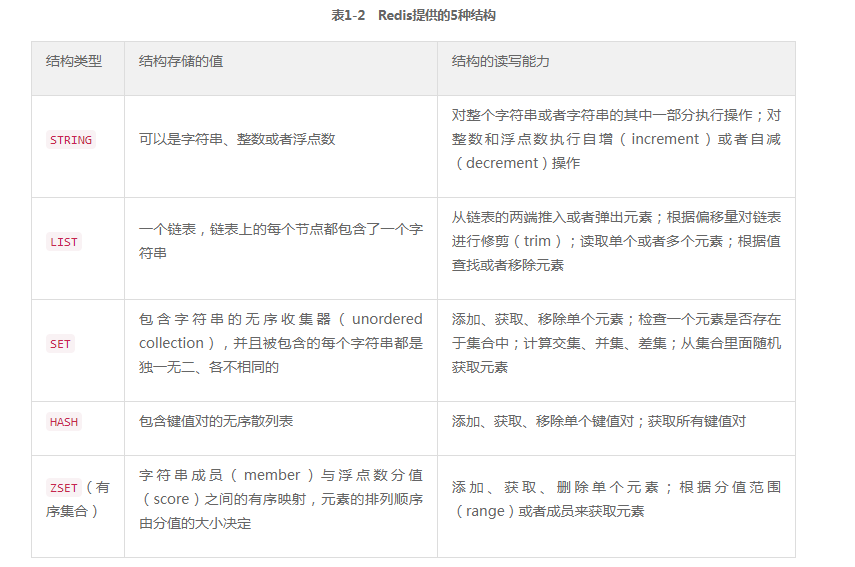 表1-2 Redis提供的5种结构
结构类型
结构存储的值
结构的读写能力
STRING
可以是字符串、整数或者浮点数
对整个字符串或者字符串的其中一部分执行操作；对
整数和浮点数执行自增（increment）或者自减
（decrement）操作
LIST
一个链表，链表上的每个节点都包含了一个字
符串
从链表的两端推入或者弹出元素；根据偏移量对链表
进行修剪（trim）；读取单个或者多个元素；根据值
查找或者移除元素
SET
包含字符串的无序收集器（unordered
collection），并且被包含的每个字符串都是
独一无二、各不相同的
添加、获取、移除单个元素；检查一个元素是否存在
于集合中；计算交集、并集、差集；从集合里面随机
获取元素
HASH
包含键值对的无序散列表
添加、获取、移除单个键值对；获取所有键值对
ZSET（有
序集合）
字符串成员（member）与浮点数分值
（score）之间的有序映射，元素的排列顺序
由分值的大小决定
添加、获取、删除单个元素；根据分值范围
（range）或者成员来获取元素